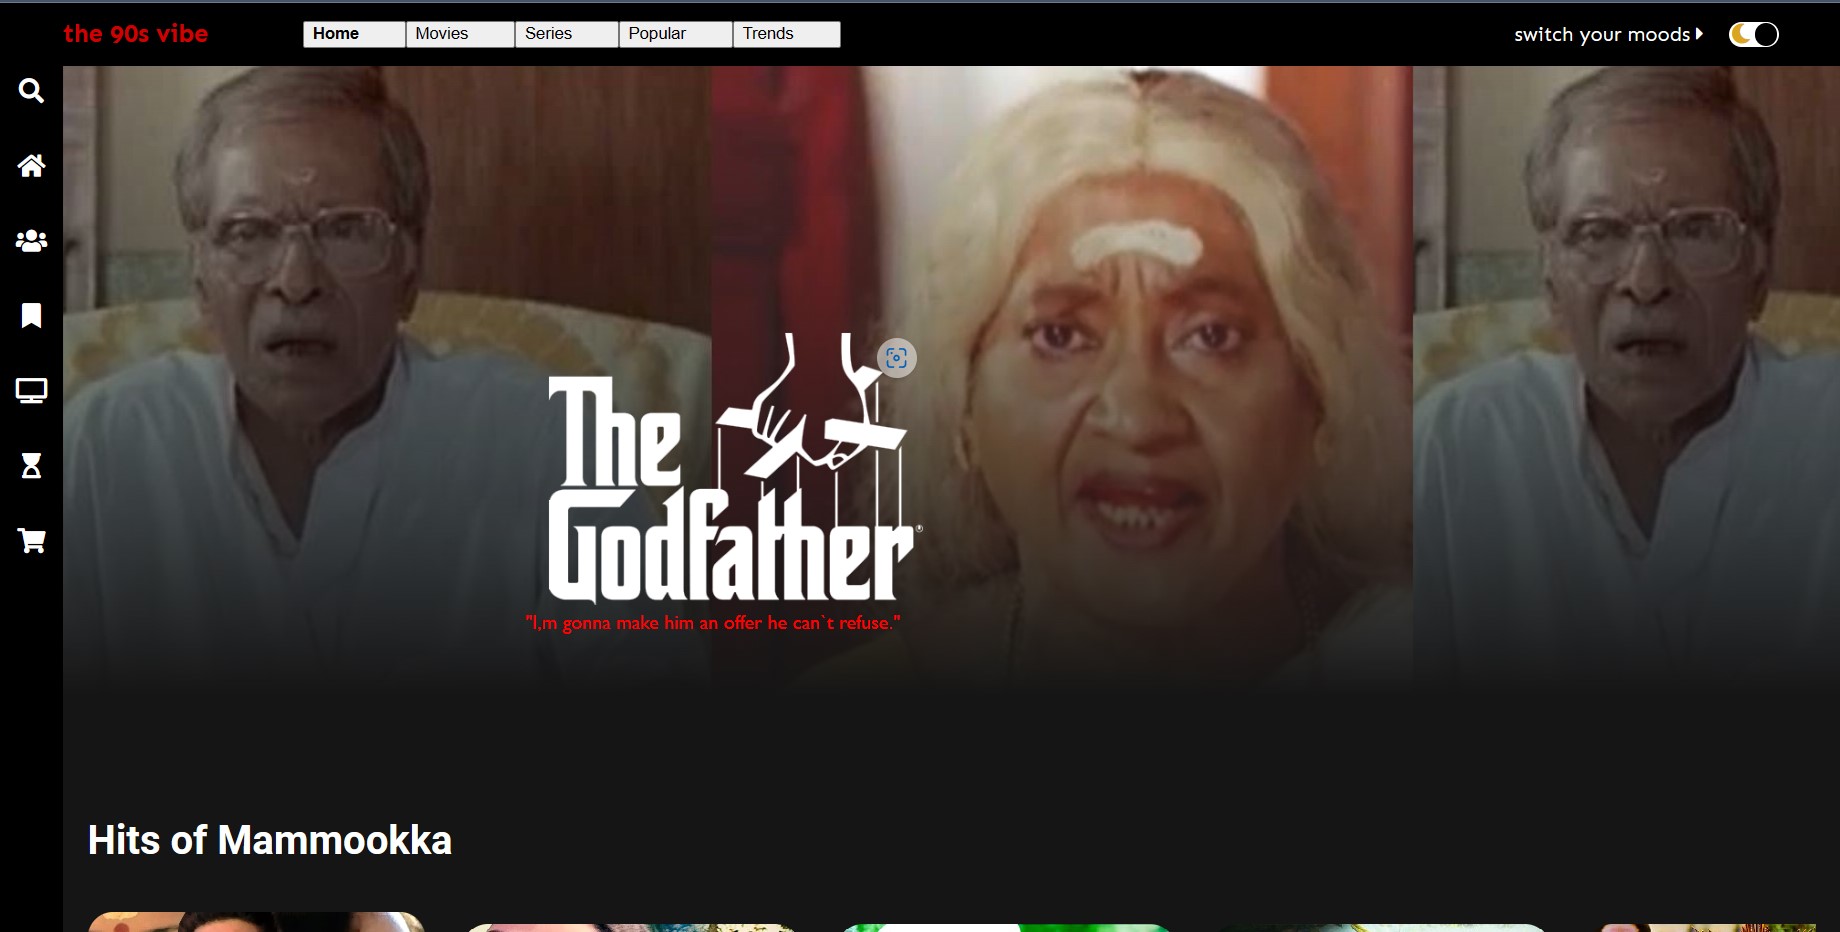 the 90s vibe
Home Movies Series Popular Trends
switch your moods
The
Godfather
"I,m gonna make him an offer he can`t refuse."
Hits of Mammookka